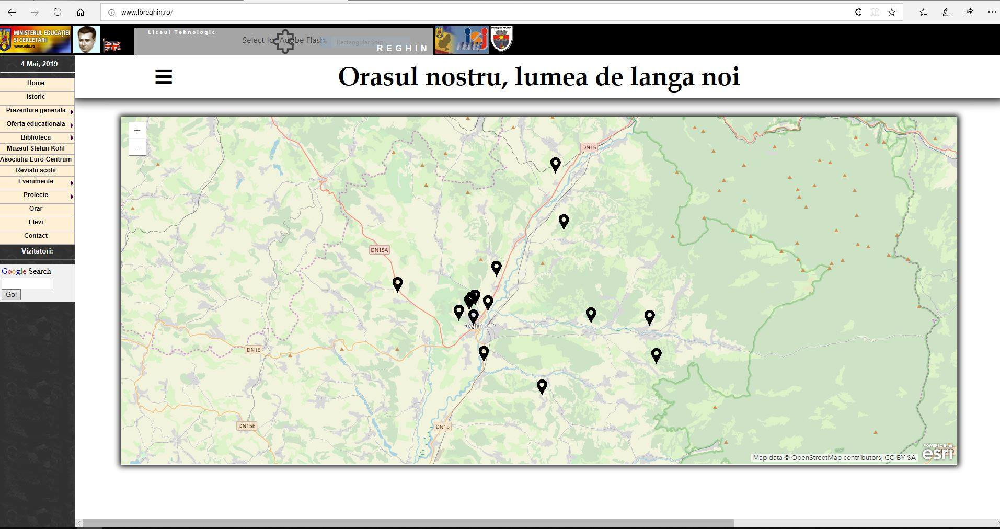 www.lbreghin.ro/
MINISTERUL EDUCAȚIEI
ȘI CERCETĂRII
www.edu.ro
Liceul Tehnologic
Select for Adobe Flash
Rectangular Snip
REGHIN
Municipiul REGHIN
4 Mai, 2019
Home
Istoric
Prezentare generala
Oferta educationala
Biblioteca
Muzeul Stefan Kohl
Asociatia Euro-Centrum
Revista scolii
Evenimente
Proiecte
Orar
Elevi
Contact
Vizitatori:
Google Search
Go!
Orasul nostru, lumea de langa noi
+
−
DN15
DN15A
Reghin
DN16
DN15E
DN15
POWERED BY
esri
Map data © OpenStreetMap contributors, CC-BY-SA